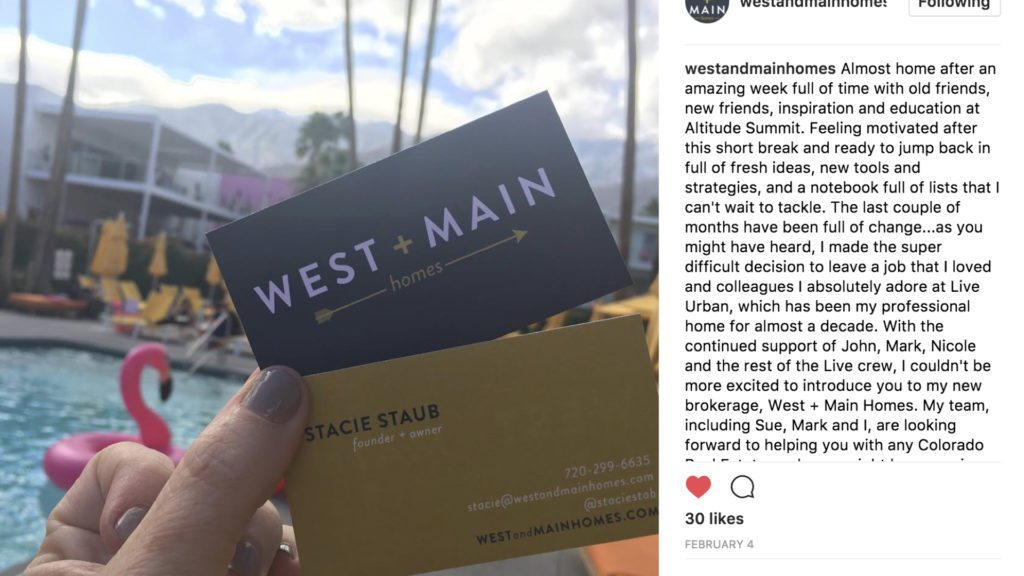 WEST + MAIN
homes
STACIE STAUB
founder + owner
720-299-6635
stacie@westandmainhomes.com
@staciestab
WESTandMAINHOMES.COM
MAIN
westandmainhomes
Following
westandmainhomes Almost home after an
amazing week full of time with old friends,
new friends, inspiration and education at
Altitude Summit. Feeling motivated after
this short break and ready to jump back in
full of fresh ideas, new tools and
strategies, and a notebook full of lists that I
can't wait to tackle. The last couple of
months have been full of change...as you
might have heard, I made the super
difficult decision to leave a job that I loved
and colleagues I absolutely adore at Live
Urban, which has been my professional
home for almost a decade. With the
continued support of John, Mark, Nicole
and the rest of the Live crew, I couldn't be
more excited to introduce you to my new
brokerage, West + Main Homes. My team,
including Sue, Mark and I, are looking
forward to helping you with any Colorado
30 likes
FEBRUARY 4